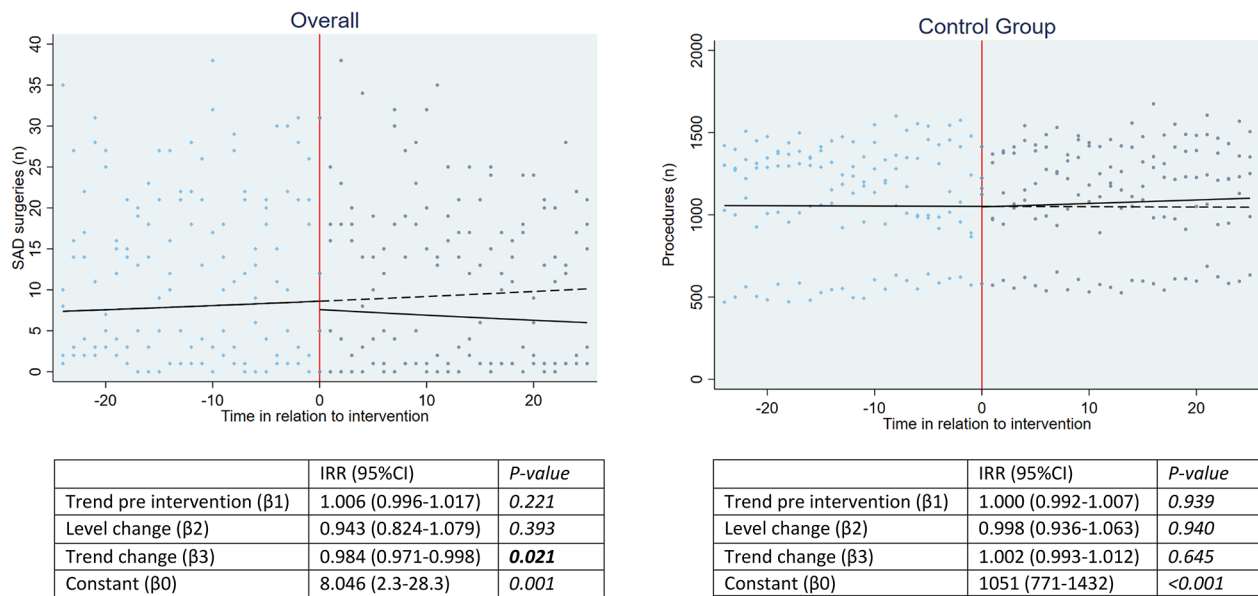 Overall
SAD surgeries (n)
40
35
30
25
20
15
10
5
0
-20 -10 0 10 20
Time in relation to intervention
Control Group
Procedures (n)
2000
1500
1000
500
0
-20 -10 0 10 20
Time in relation to intervention
IRR (95%CI) P-value
Trend pre intervention (β1) 1.006 (0.996-1.017) 0.221
Level change (β2) 0.943 (0.824-1.079) 0.393
Trend change (β3) 0.984 (0.971-0.998) 0.021
Constant (β0) 8.046 (2.3-28.3) 0.001
IRR (95%CI) P-value
Trend pre intervention (β1) 1.000 (0.992-1.007) 0.939
Level change (β2) 0.998 (0.936-1.063) 0.940
Trend change (β3) 1.002 (0.993-1.012) 0.645
Constant (β0) 1051 (771-1432) <0.001